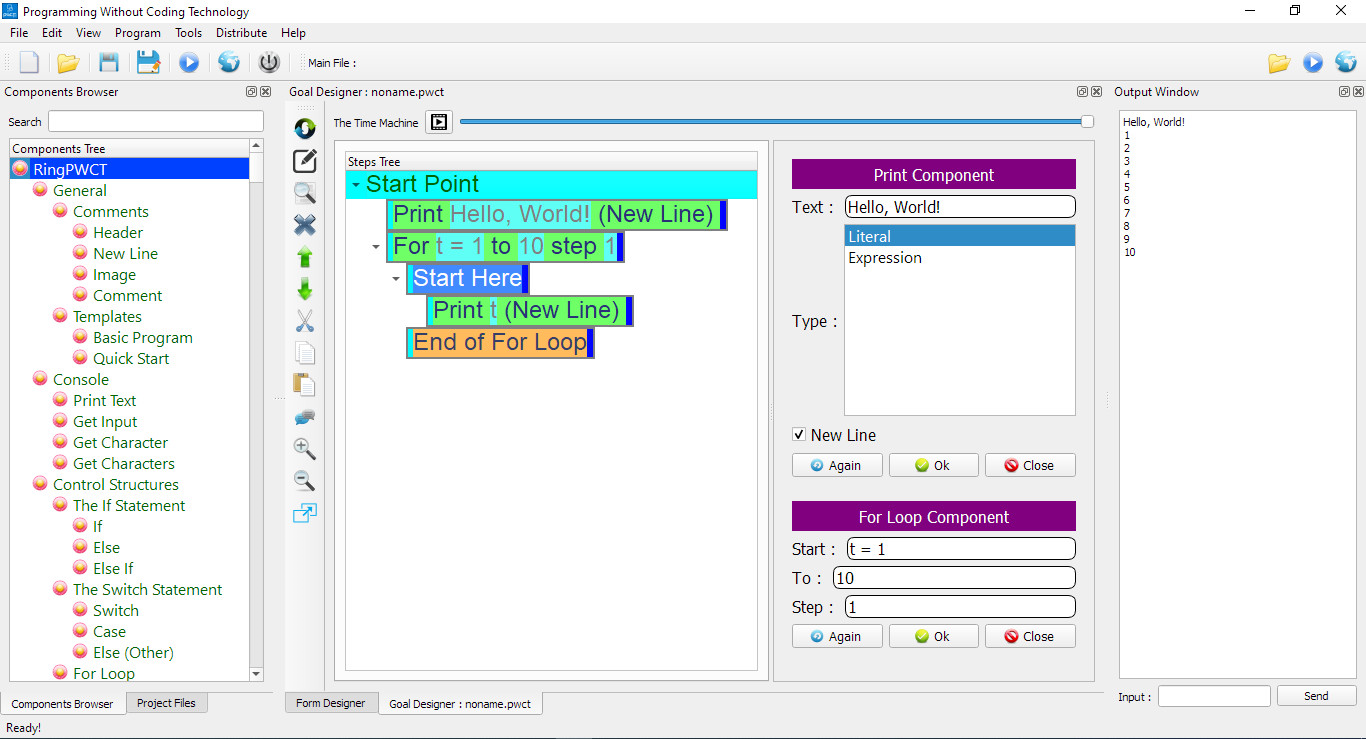 Programming Without Coding Technology
File Edit View Program Tools Distribute Help
Main File :
Components Browser
Search
Components Tree
RingPWCT
General
Comments
Header
New Line
Image
Comment
Templates
Basic Program
Quick Start
Console
Print Text
Get Input
Get Character
Get Characters
Control Structures
The If Statement
If
Else
Else If
The Switch Statement
Switch
Case
Else (Other)
For Loop
Components Browser Project Files
Ready!
Goal Designer : noname.pwct
The Time Machine
Steps Tree
Start Point
Print Hello, World! (New Line)
For t = 1 to 10 step 1
Start Here
Print t (New Line)
End of For Loop
Print Component
Text : Hello, World!
Type :
Literal
Expression
New Line
Again Ok Close
For Loop Component
Start : t = 1
To : 10
Step : 1
Again Ok Close
Form Designer Goal Designer : noname.pwct
Output Window
Hello, World!
1
2
3
4
5
6
7
8
9
10
Input : Send